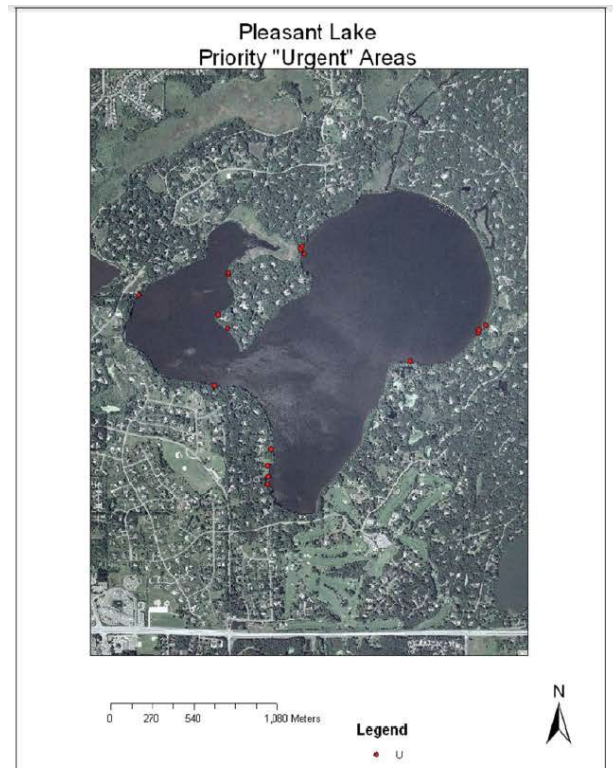 Pleasant Lake
Priority "Urgent" Areas
N
0 270 540 1,080 Meters
Legend
U